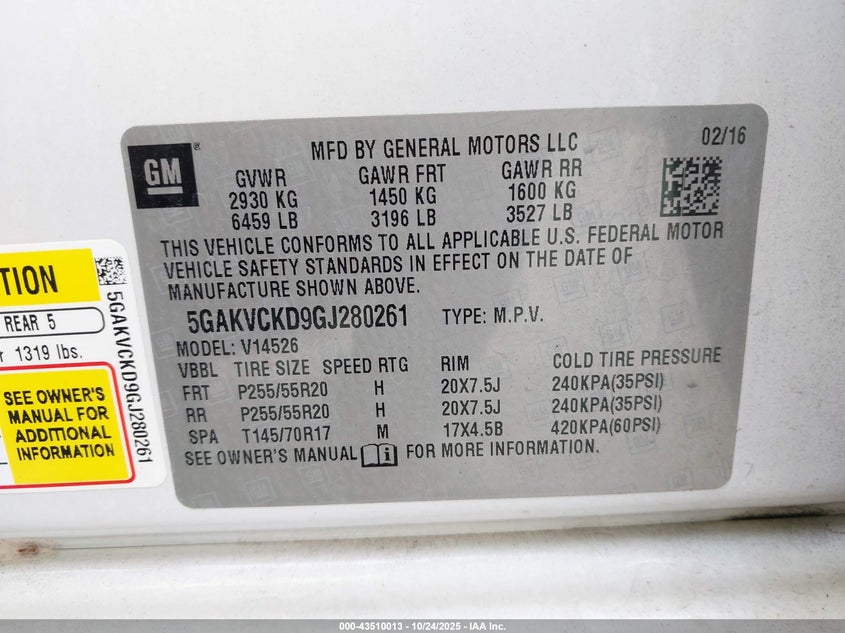 MFD BY GENERAL MOTORS LLC
02/16
GM
GVWR GAWR FRT GAWR RR
2930 KG 1450 KG 1600 KG
6459 LB 3196 LB 3527 LB
THIS VEHICLE CONFORMS TO ALL APPLICABLE U.S. FEDERAL MOTOR
VEHICLE SAFETY STANDARDS IN EFFECT ON THE DATE OF
MANUFACTURE SHOWN ABOVE.
5GAKVCKD9GJ280261 TYPE: M.P.V.
MODEL: V14526
VBBL TIRE SIZE SPEED RTG RIM COLD TIRE PRESSURE
FRT P255/55R20 H 20X7.5J 240KPA(35PSI)
RR P255/55R20 H 20X7.5J 240KPA(35PSI)
SPA T145/70R17 M 17X4.5B 420KPA(60PSI)
SEE OWNER'S MANUAL FOR MORE INFORMATION.
REAR 5
1319 lbs.
SEE OWNER'S
MANUAL FOR
ADDITIONAL
INFORMATION
5GAKVCKD9GJ280261
000-43510013 - 10/24/2025 - IAA Inc.